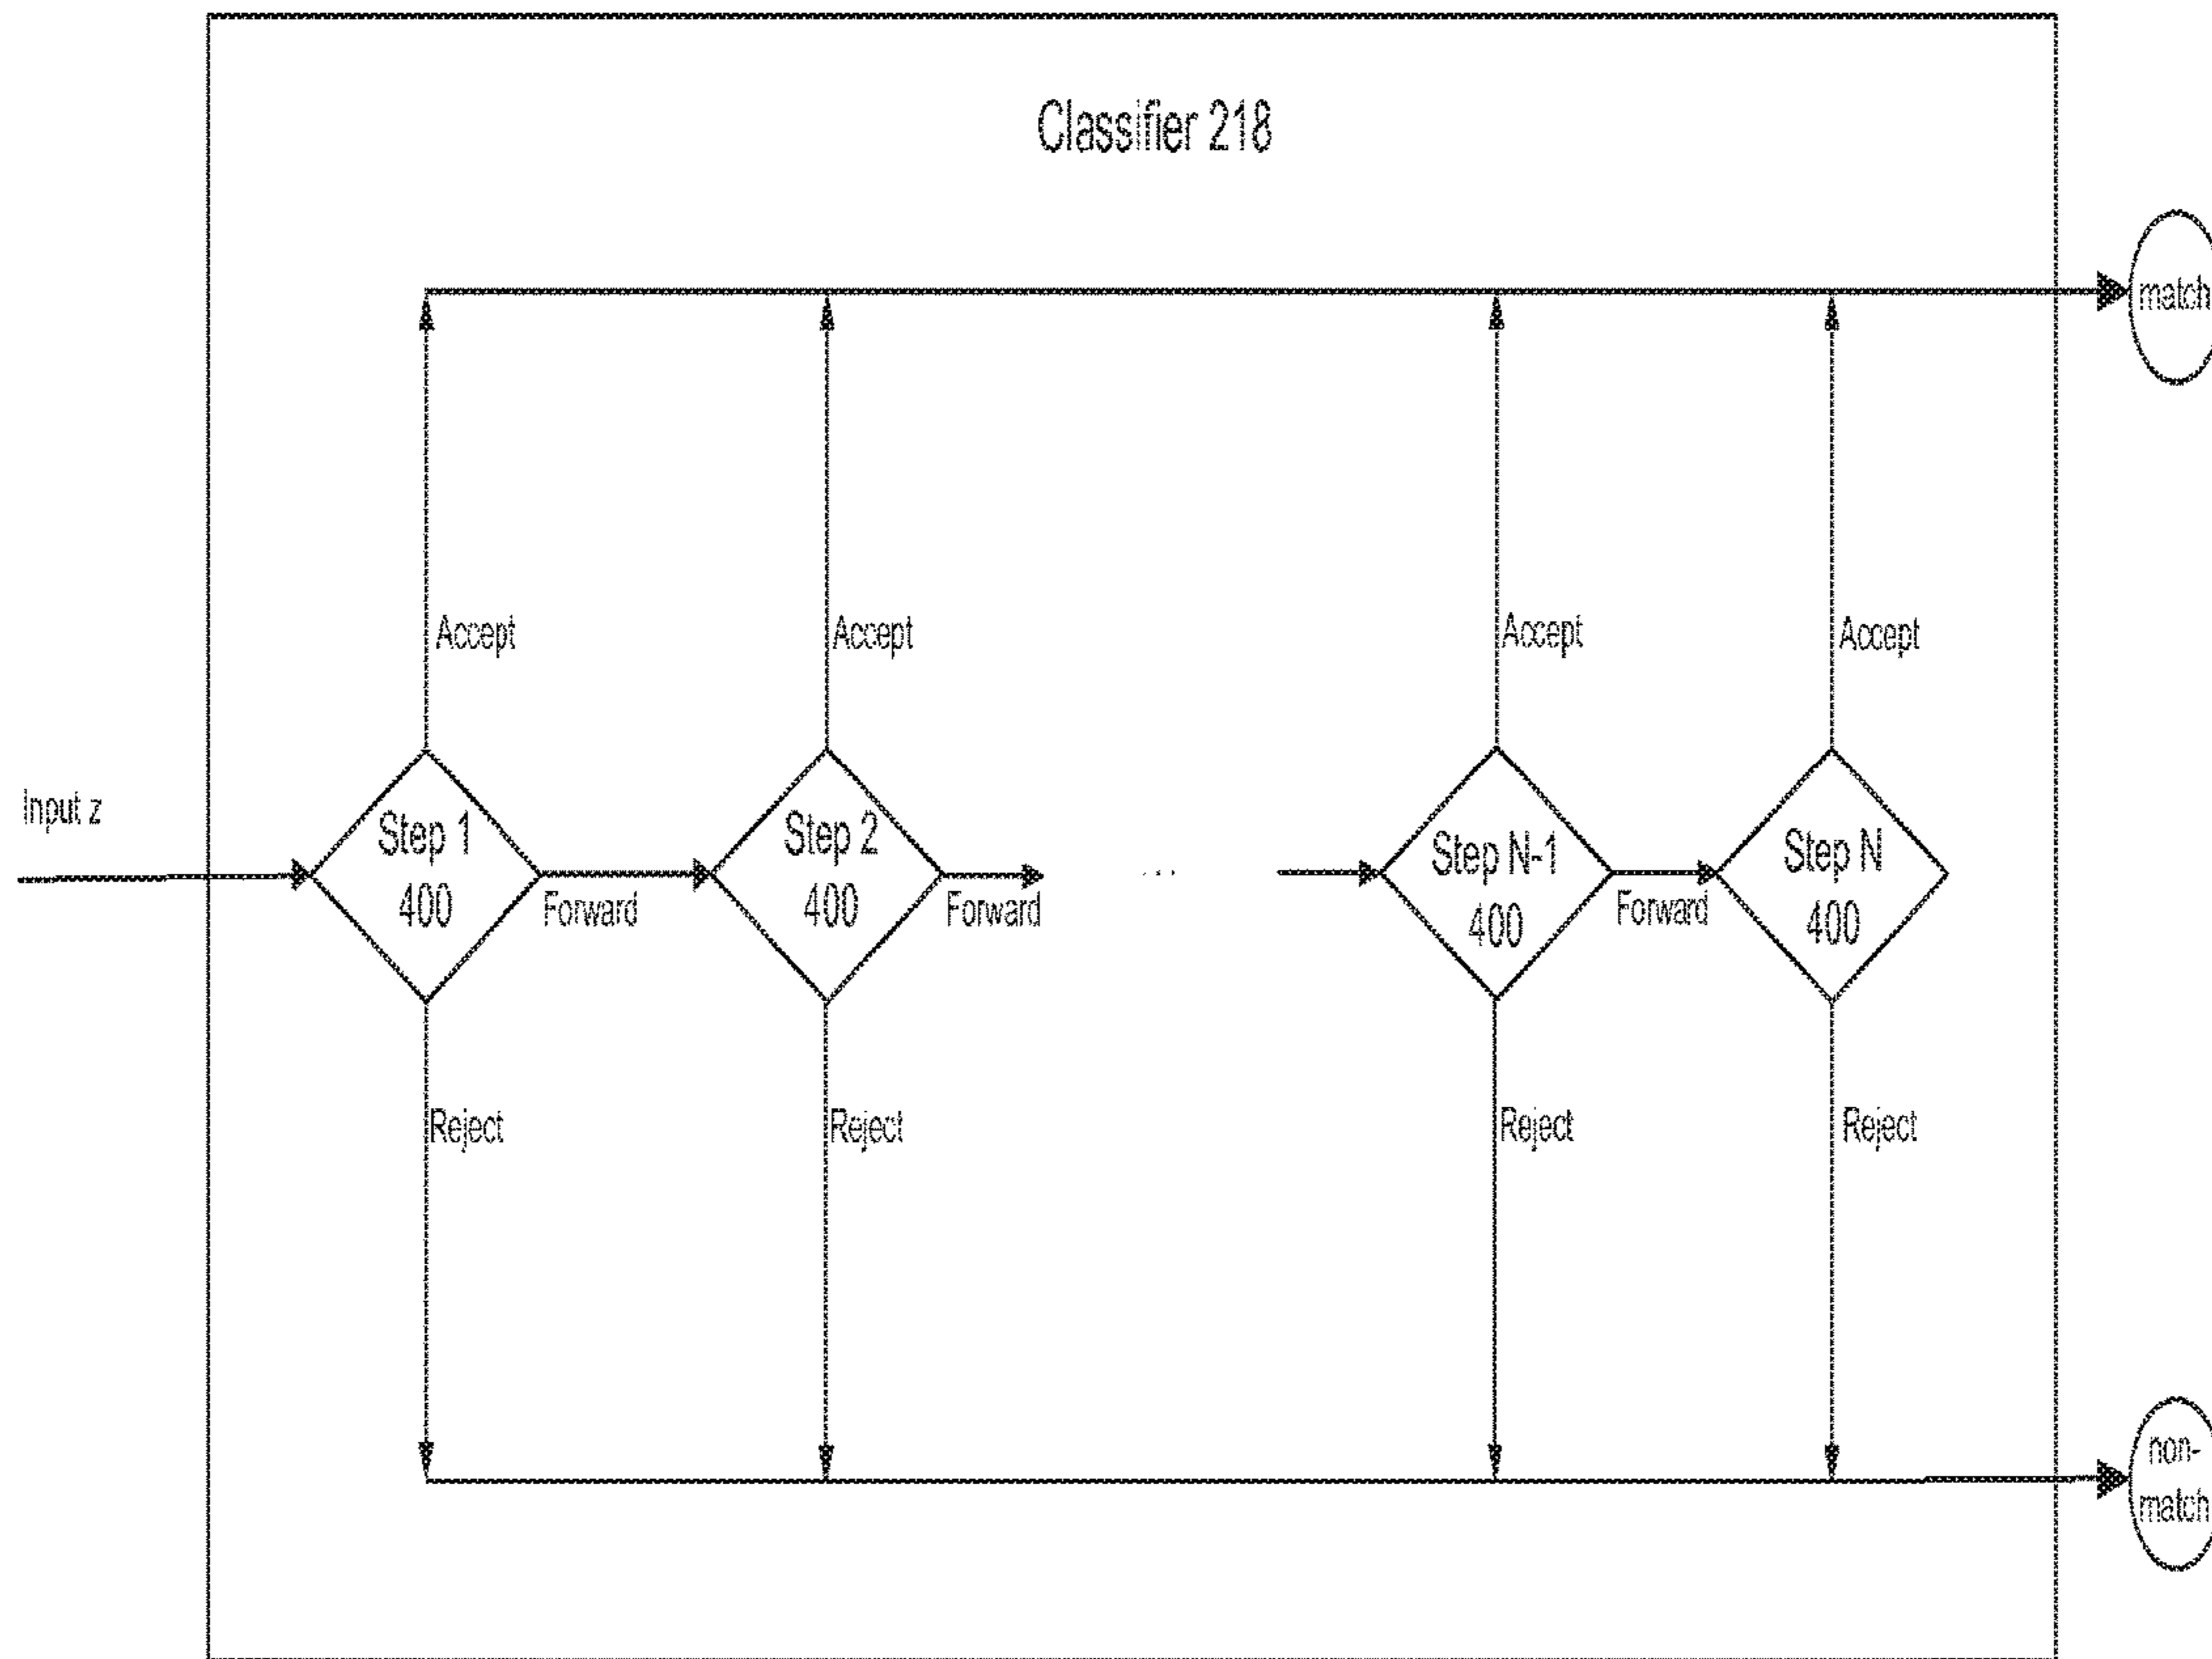 Classifier 218
match
Accept
Accept
Accept
Accept
Input z
Step 1
400
Forward
Step 2
400
Forward
...
Step N-1
400
Forward
Step N
400
Reject
Reject
Reject
Reject
non-
match